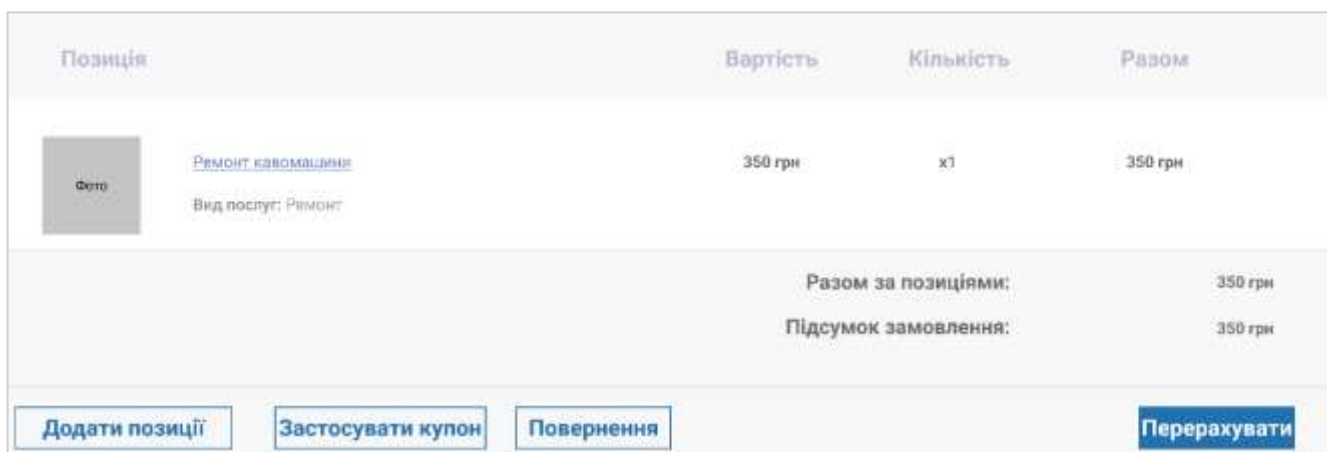 Позиція Вартість Кількість Разом
Ремонт кавомашини 350 грн x1 350 грн
Фото
Вид послуг: Ремонт
Разом за позиціями: 350 грн
Підсумок замовлення: 350 грн
Додати позиції Застосувати купон Повернення Перерахувати